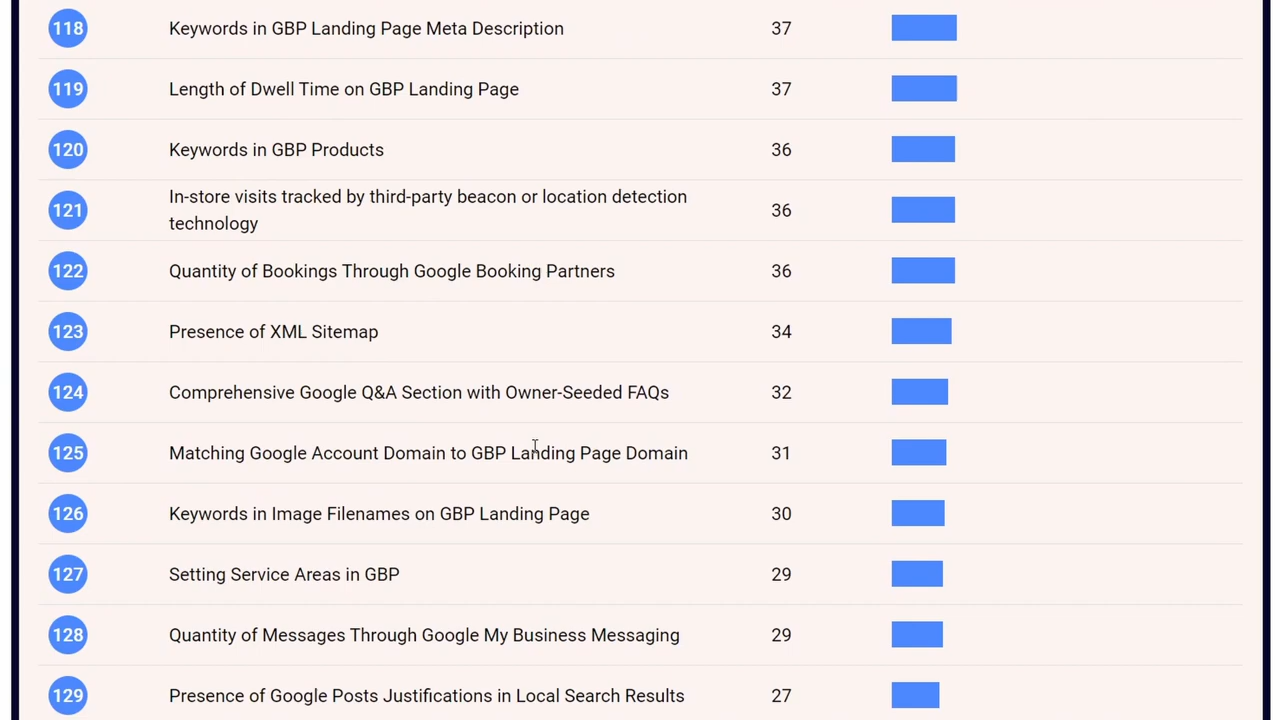 118 Keywords in GBP Landing Page Meta Description 37
119 Length of Dwell Time on GBP Landing Page 37
120 Keywords in GBP Products 36
121 In-store visits tracked by third-party beacon or location detection
technology 36
122 Quantity of Bookings Through Google Booking Partners 36
123 Presence of XML Sitemap 34
124 Comprehensive Google Q&A Section with Owner-Seeded FAQs 32
125 Matching Google Account Domain to GBP Landing Page Domain 31
126 Keywords in Image Filenames on GBP Landing Page 30
127 Setting Service Areas in GBP 29
128 Quantity of Messages Through Google My Business Messaging 29
129 Presence of Google Posts Justifications in Local Search Results 27